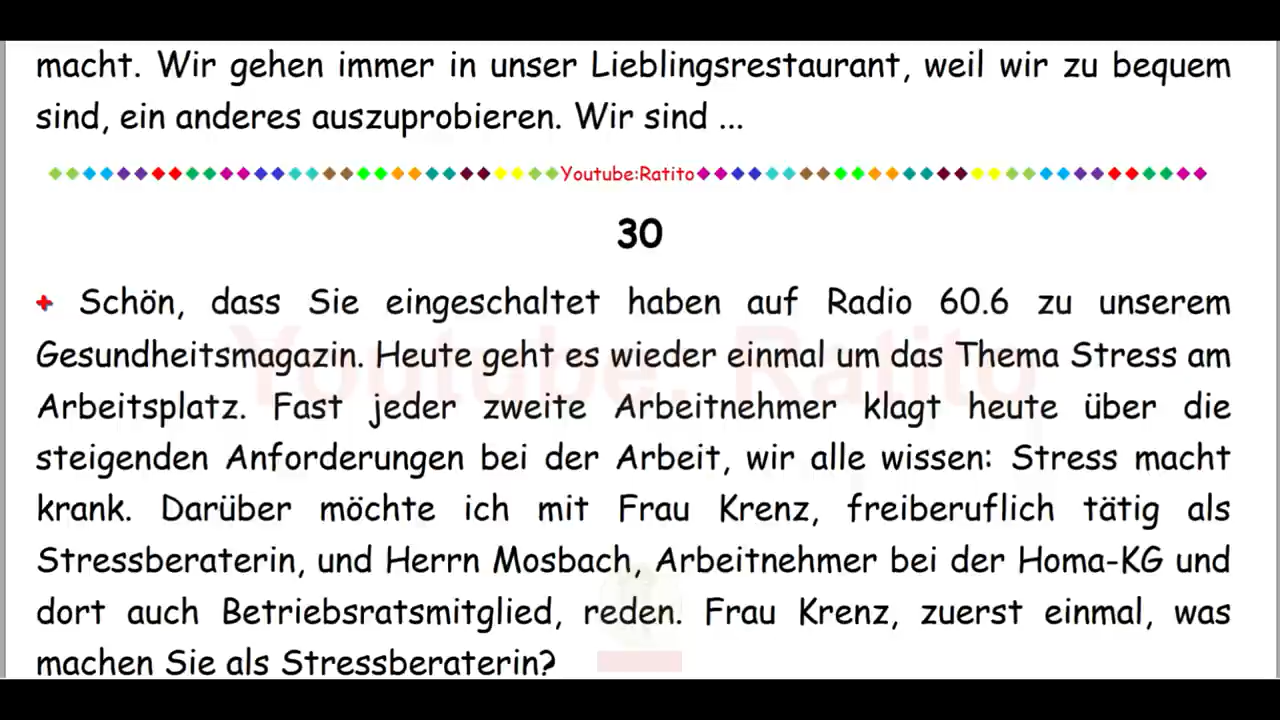 macht. Wir gehen immer in unser Lieblingsrestaurant, weil wir zu bequem
sind, ein anderes auszuprobieren. Wir sind ...
Youtube:Ratito
30
+ Schön, dass Sie eingeschaltet haben auf Radio 60.6 zu unserem
Gesundheitsmagazin. Heute geht es wieder einmal um das Thema Stress am
Arbeitsplatz. Fast jeder zweite Arbeitnehmer klagt heute über die
steigenden Anforderungen bei der Arbeit, wir alle wissen: Stress macht
krank. Darüber möchte ich mit Frau Krenz, freiberuflich tätig als
Stressberaterin, und Herrn Mosbach, Arbeitnehmer bei der Homa-KG und
dort auch Betriebsratsmitglied, reden. Frau Krenz, zuerst einmal, was
machen Sie als Stressberaterin?
Youtube: Ratito